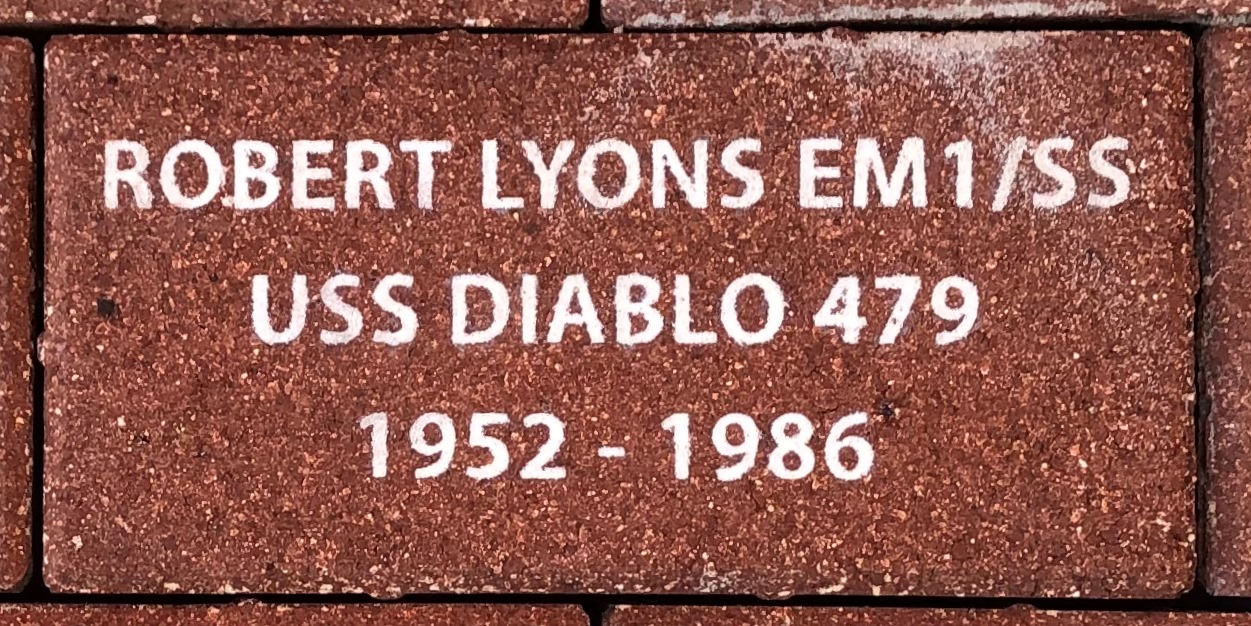 ROBERT LYONS EM1/SS
USS DIABLO 479
1952 - 1986